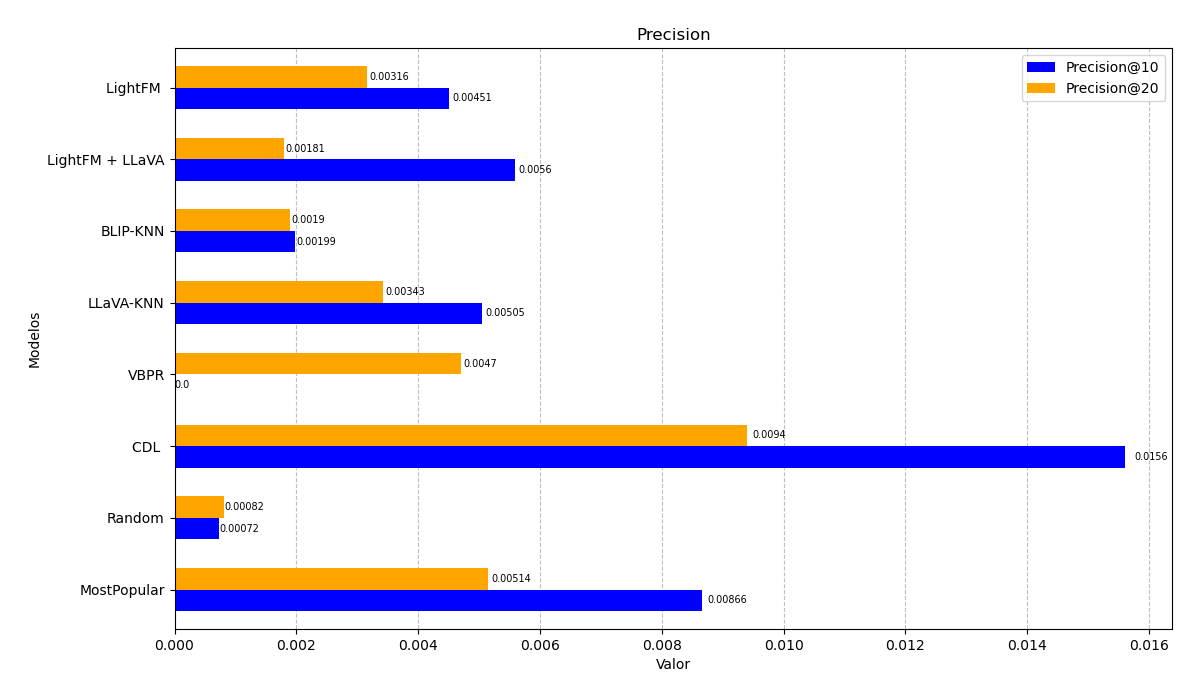 Precision
Precision@10
Precision@20
LightFM
0.00316
0.00451
LightFM + LLaVA
0.00181
0.0056
BLIP-KNN
0.0019
0.00199
LLaVA-KNN
0.00343
0.00505
VBPR
0.0047
0.0
CDL
0.0094
0.0156
Random
0.00082
0.00072
MostPopular
0.00514
0.00866
Modelos
0.000 0.002 0.004 0.006 0.008 0.010 0.012 0.014 0.016
Valor